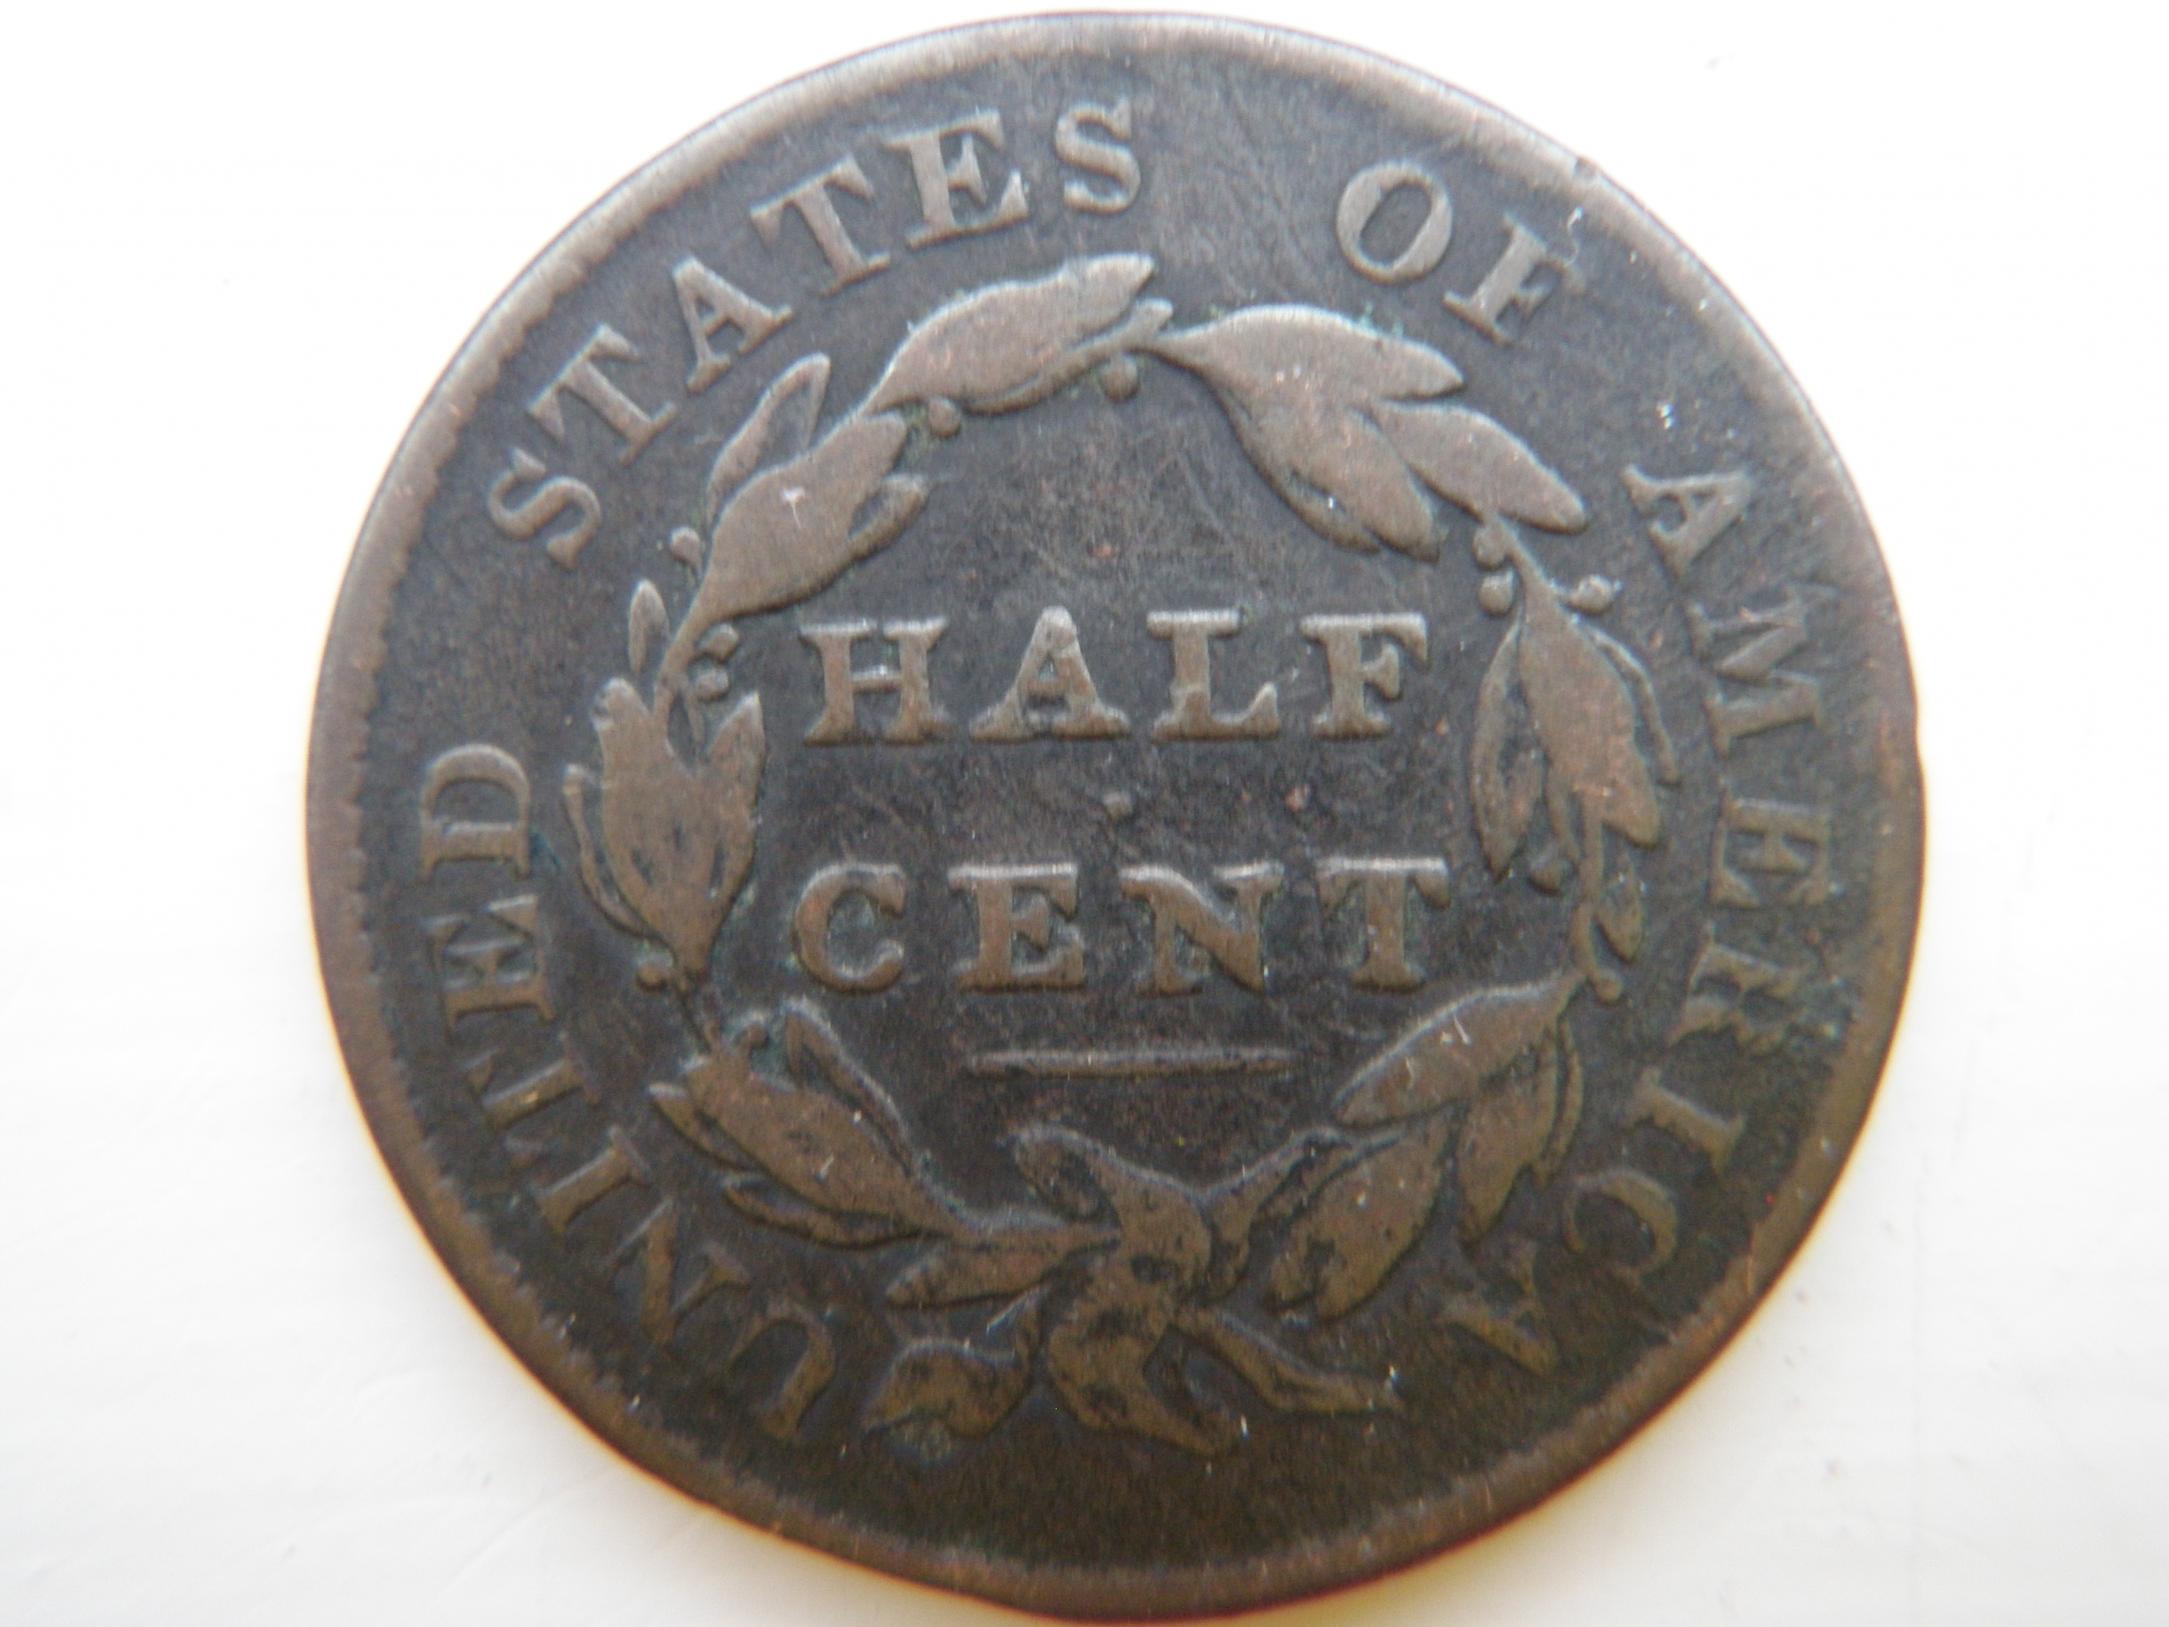 UNITED STATES OF AMERICA
HALF
CENT